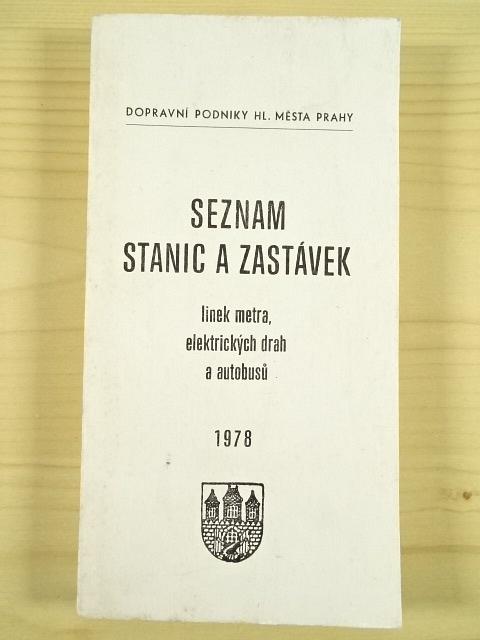 DOPRAVNÍ PODNIKY HL. MĚSTA PRAHY
SEZNAM
STANIC A ZASTÁVEK
linek metra,
elektrických drah
a autobusů
1978